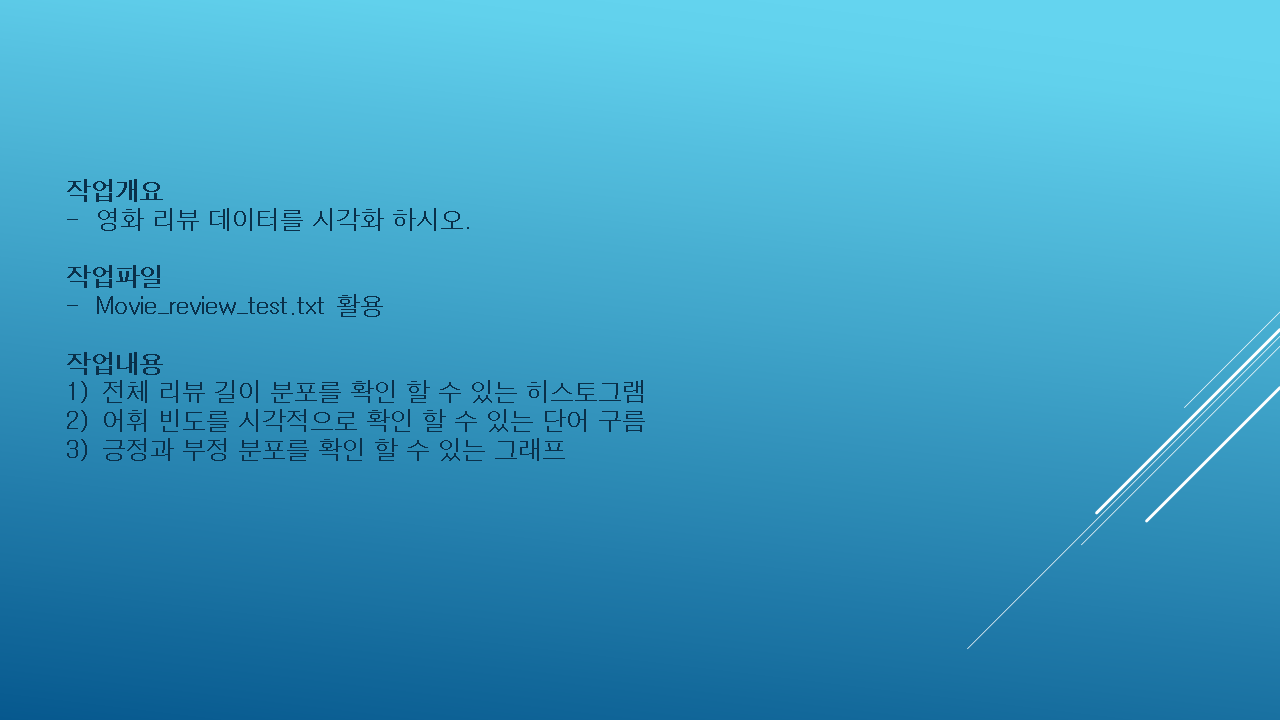 작업개요
- 영화 리뷰 데이터를 시각화 하시오.
작업파일
- Movie_review_test.txt 활용
작업내용
1) 전체 리뷰 길이 분포를 확인 할 수 있는 히스토그램
2) 어휘 빈도를 시각적으로 확인 할 수 있는 단어 구름
3) 긍정과 부정 분포를 확인 할 수 있는 그래프